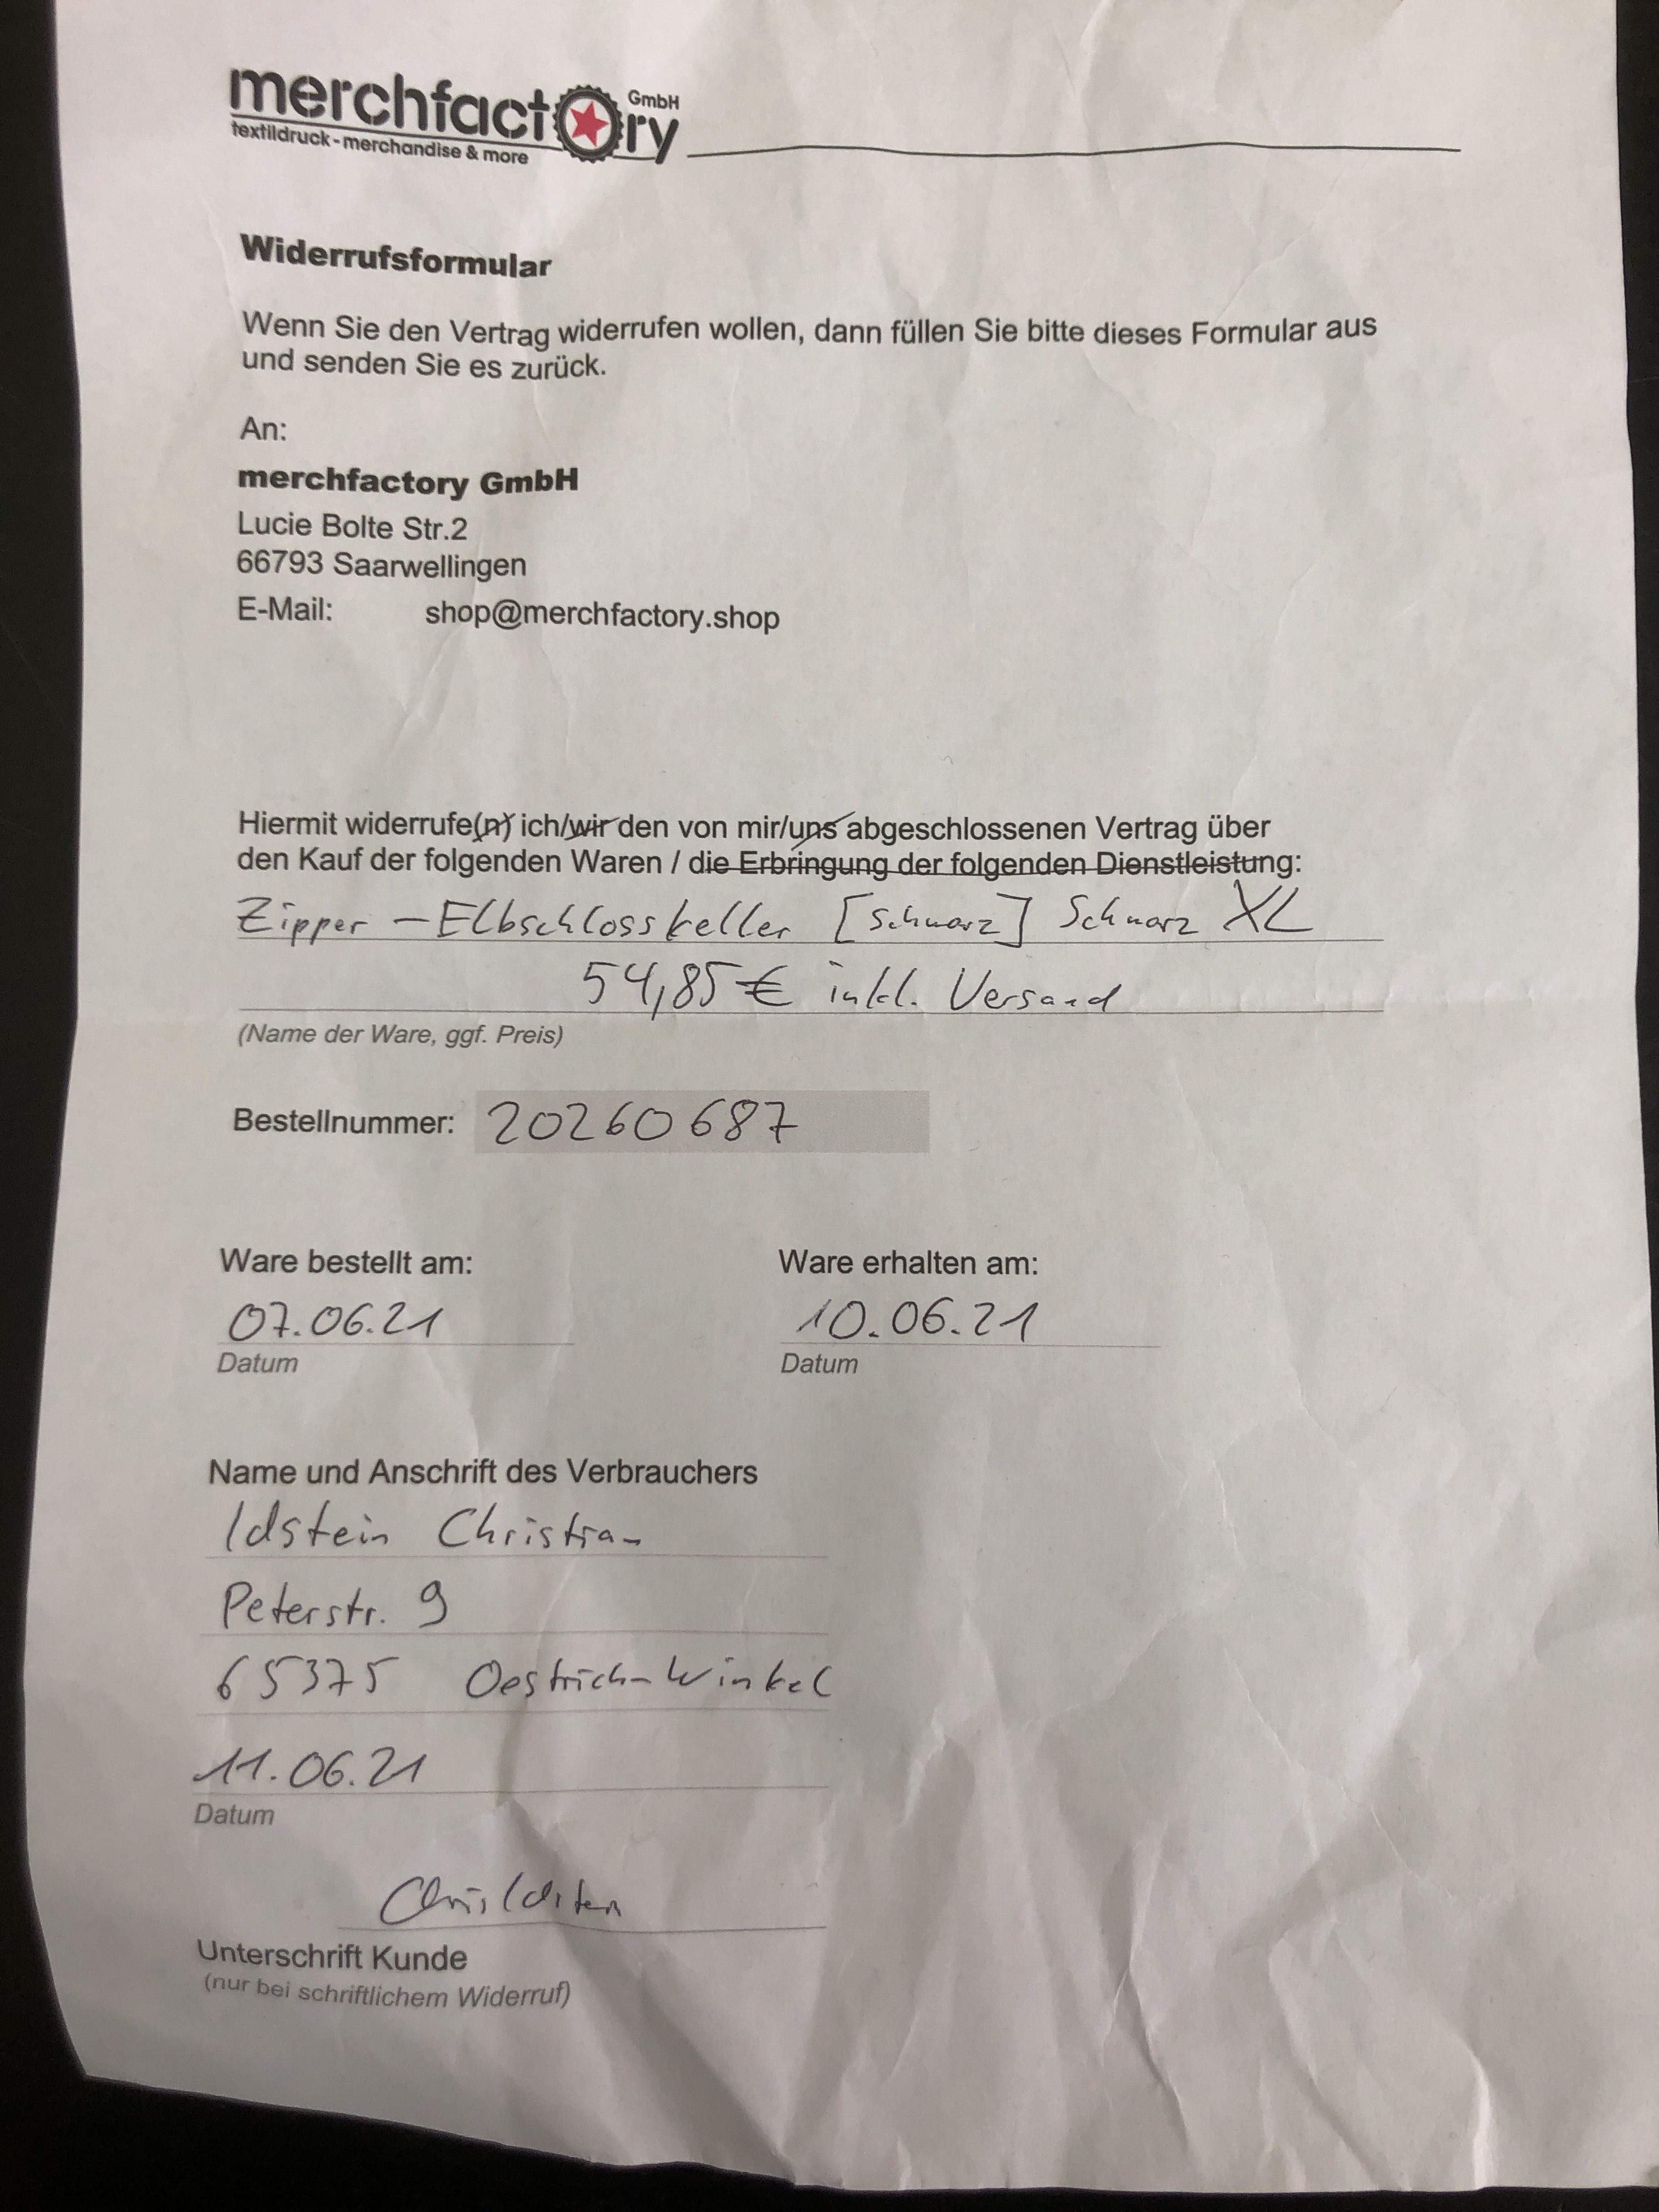 merchfactory GmbH
textildruck - merchandise & more
Widerrufsformular
Wenn Sie den Vertrag widerrufen wollen, dann füllen Sie bitte dieses Formular aus
und senden Sie es zurück.
An:
merchfactory GmbH
Lucie Bolte Str.2
66793 Saarwellingen
E-Mail: shop@merchfactory.shop
Hiermit widerrufe(n) ich/wir den von mir/uns abgeschlossenen Vertrag über
den Kauf der folgenden Waren / die Erbringung der folgenden Dienstleistung:
Zipper - Elbschlosskeller [schwarz] Schwarz XL
54,85 € inkl. Versand
(Name der Ware, ggf. Preis)
Bestellnummer: 20260687
Ware bestellt am: Ware erhalten am:
07.06.21 10.06.21
Datum Datum
Name und Anschrift des Verbrauchers
Idstein Christian
Peterstr. 9
65375 Oestrich-Winkel
11.06.21
Datum
Unterschrift Kunde
(nur bei schriftlichem Widerruf)